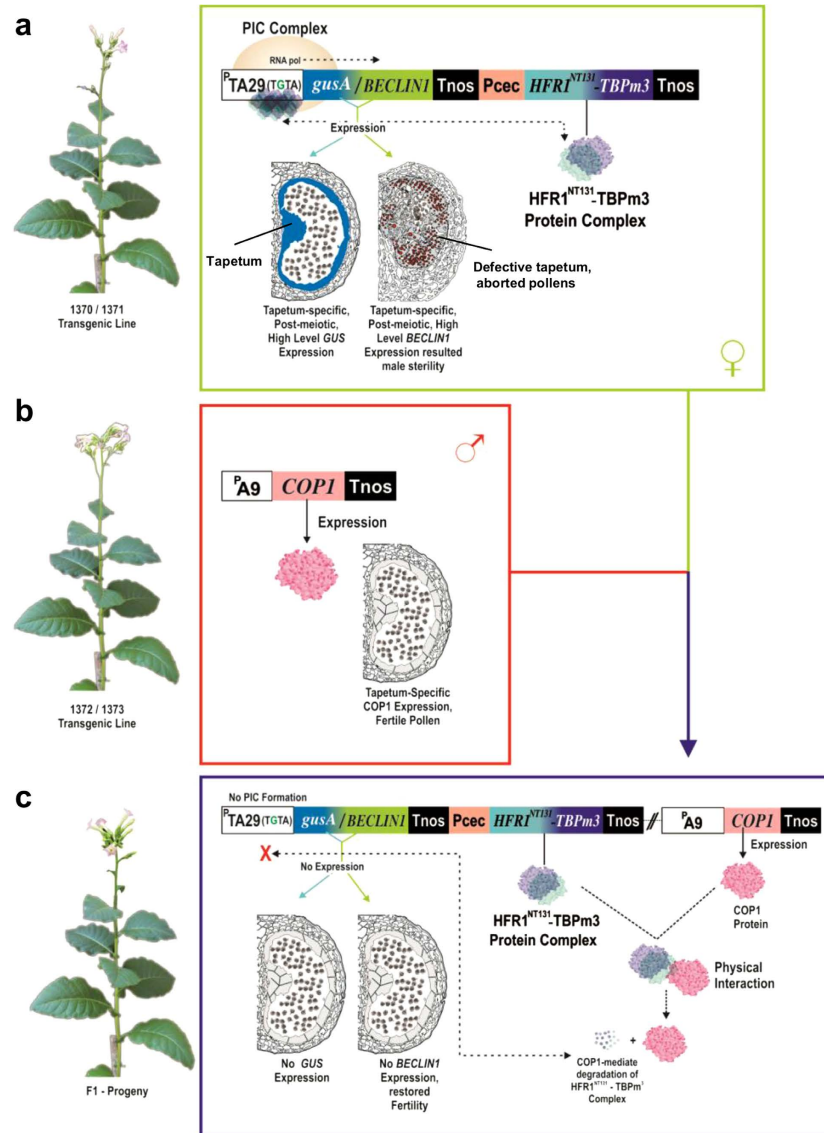 a
PIC Complex
RNA pol
PTA29(TGTA) gusA/BECLIN1 Tnos Pcec HFR1NT131-TBPm3 Tnos
Expression
HFR1NT131-TBPm3
Protein Complex
Tapetum
Defective tapetum,
aborted pollens
Tapetum-specific,
Post-meiotic,
High Level GUS
Expression
Tapetum-specific,
Post-meiotic, High
Level BECLIN1
Expression resulted
male sterility
1370 / 1371
Transgenic Line
♀
b
♂
PA9 COP1 Tnos
Expression
Tapetum-Specific
COP1 Expression,
Fertile Pollen
1372 / 1373
Transgenic Line
c
No PIC Formation
PTA29(TGTA) gusA/BECLIN1 Tnos Pcec HFR1NT131-TBPm3 Tnos // PA9 COP1 Tnos
X
No Expression
Expression
HFR1NT131-TBPm3
Protein Complex
COP1
Protein
Physical
Interaction
+
COP1-mediate
degradation of
HFR1NT131 - TBPm3
Complex
No GUS
Expression
No BECLIN1
Expression,
restored
Fertility
F1 - Progeny